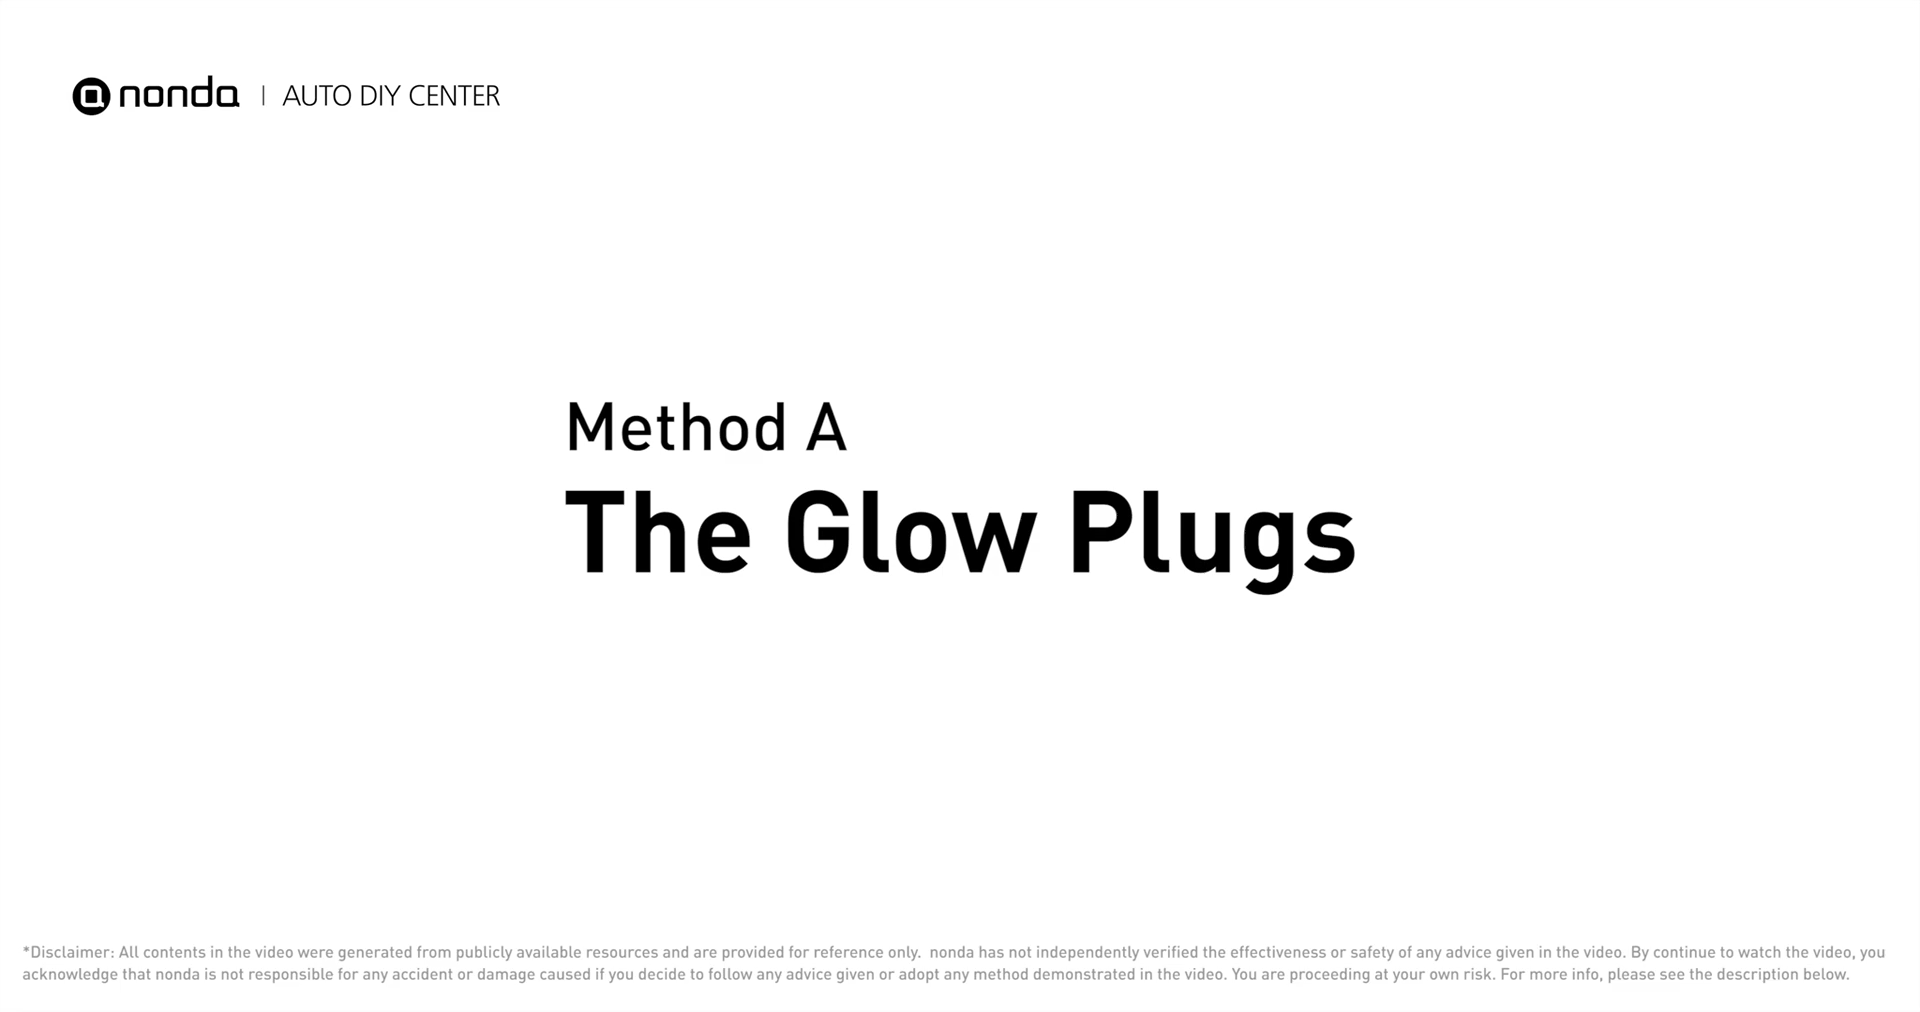 nonda | AUTO DIY CENTER
Method A
The Glow Plugs
*Disclaimer: All contents in the video were generated from publicly available resources and are provided for reference only.  nonda has not independently verified the effectiveness or safety of any advice given in the video. By continue to watch the video, you
acknowledge that nonda is not responsible for any accident or damage caused if you decide to follow any advice given or adopt any method demonstrated in the video. You are proceeding at your own risk. For more info, please see the description below.